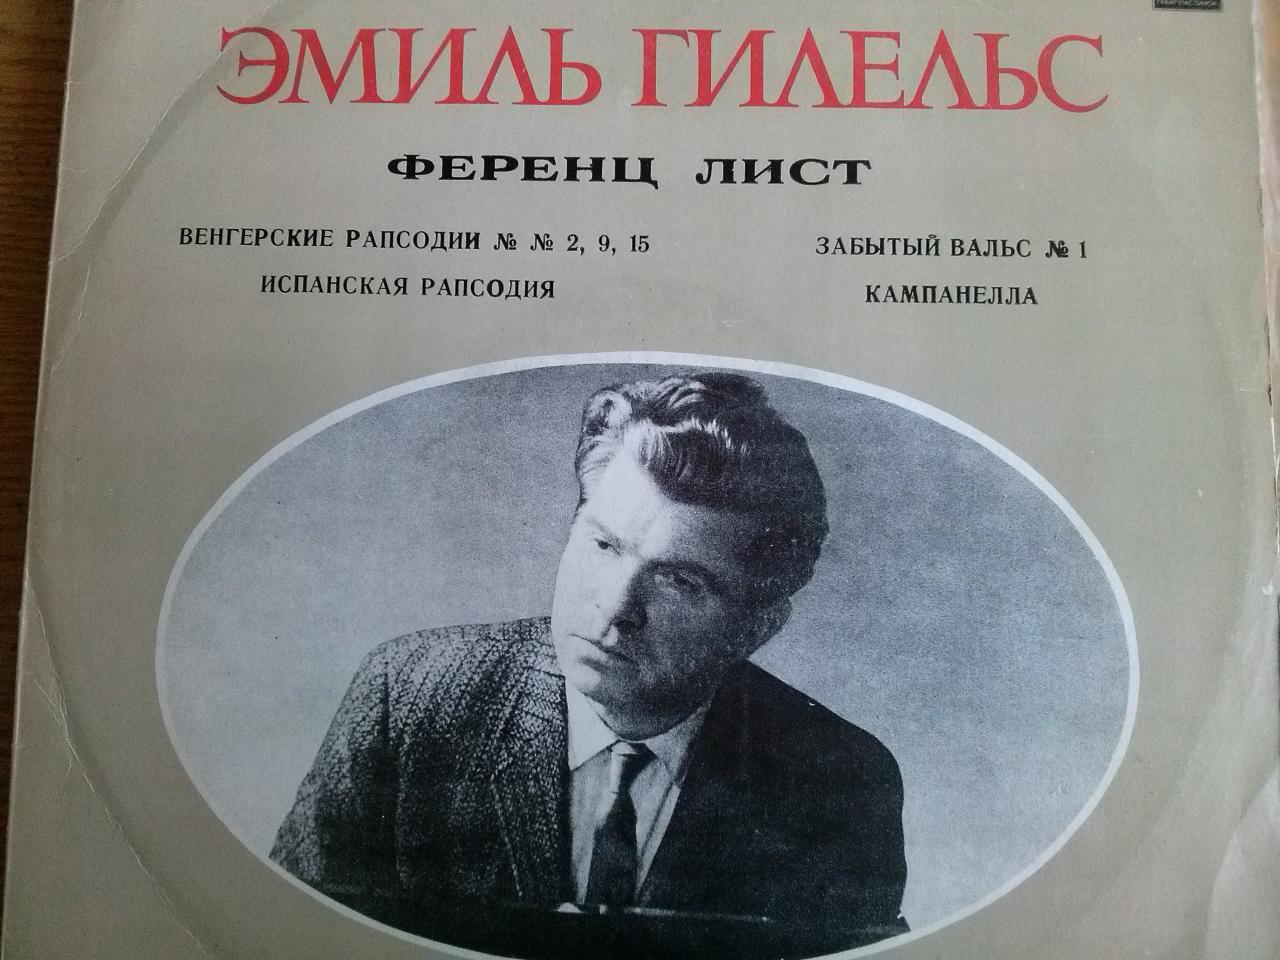 ЭМИЛЬ ГИЛЕЛЬС
ФЕРЕНЦ ЛИСТ
ВЕНГЕРСКИЕ РАПСОДИИ № № 2, 9, 15
ИСПАНСКАЯ РАПСОДИЯ
ЗАБЫТЫЙ ВАЛЬС № 1
КАМПАНЕЛЛА